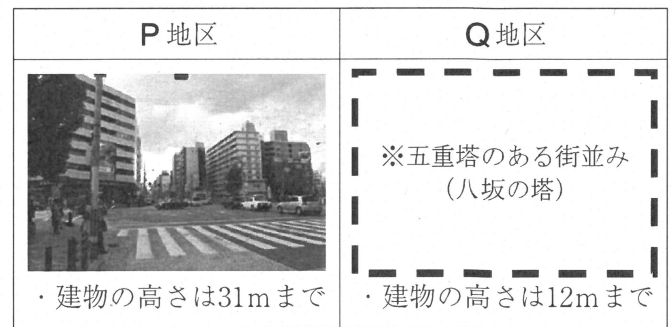 P地区
Q地区
※五重塔のある街並み
(八坂の塔)
・建物の高さは31mまで
・建物の高さは12mまで